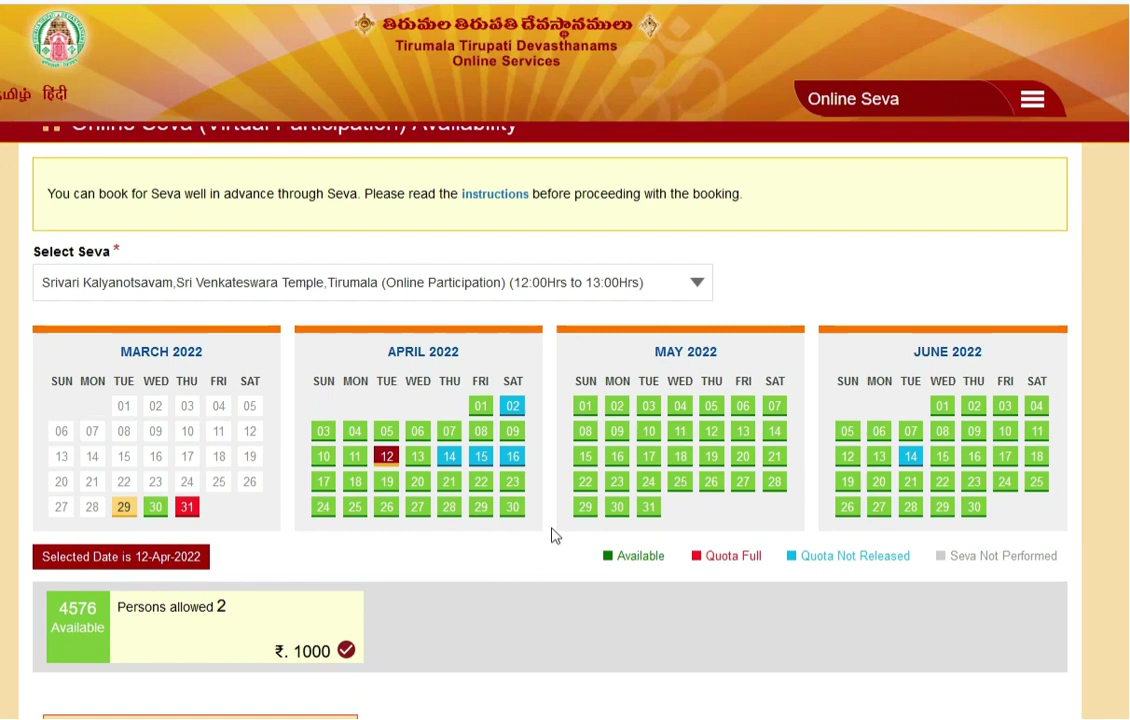 తిరుమల తిరుపతి దేవస్థానములు
Tirumala Tirupati Devasthanams
Online Services
हिंदी
Online Seva
Online Seva (Virtual Participation) Availability
You can book for Seva well in advance through Seva. Please read the instructions before proceeding with the booking.
Select Seva *
Srivari Kalyanotsavam,Sri Venkateswara Temple,Tirumala (Online Participation) (12:00Hrs to 13:00Hrs)
MARCH 2022
SUN MON TUE WED THU FRI SAT
01 02 03 04 05
06 07 08 09 10 11 12
13 14 15 16 17 18 19
20 21 22 23 24 25 26
27 28 29 30 31
APRIL 2022
SUN MON TUE WED THU FRI SAT
01 02
03 04 05 06 07 08 09
10 11 12 13 14 15 16
17 18 19 20 21 22 23
24 25 26 27 28 29 30
MAY 2022
SUN MON TUE WED THU FRI SAT
01 02 03 04 05 06 07
08 09 10 11 12 13 14
15 16 17 18 19 20 21
22 23 24 25 26 27 28
29 30 31
JUNE 2022
SUN MON TUE WED THU FRI SAT
01 02 03 04
05 06 07 08 09 10 11
12 13 14 15 16 17 18
19 20 21 22 23 24 25
26 27 28 29 30
Selected Date is 12-Apr-2022
Available
Quota Full
Quota Not Released
Seva Not Performed
4576
Available
Persons allowed 2
₹. 1000